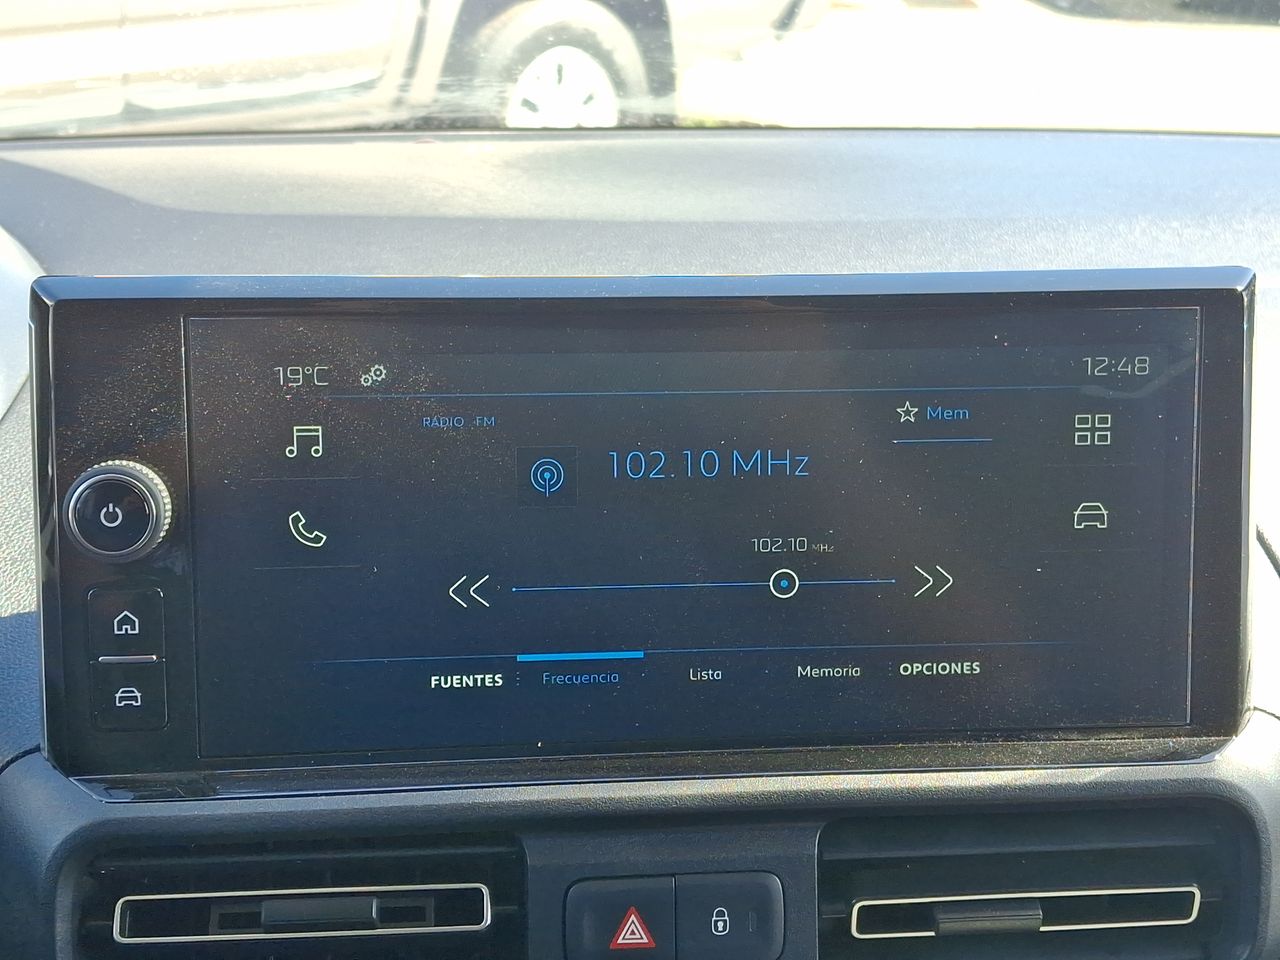 19°C
12:48
RADIO FM
Mem
102.10 MHz
102.10 MHz
FUENTES
Frecuencia
Lista
Memoria
OPCIONES